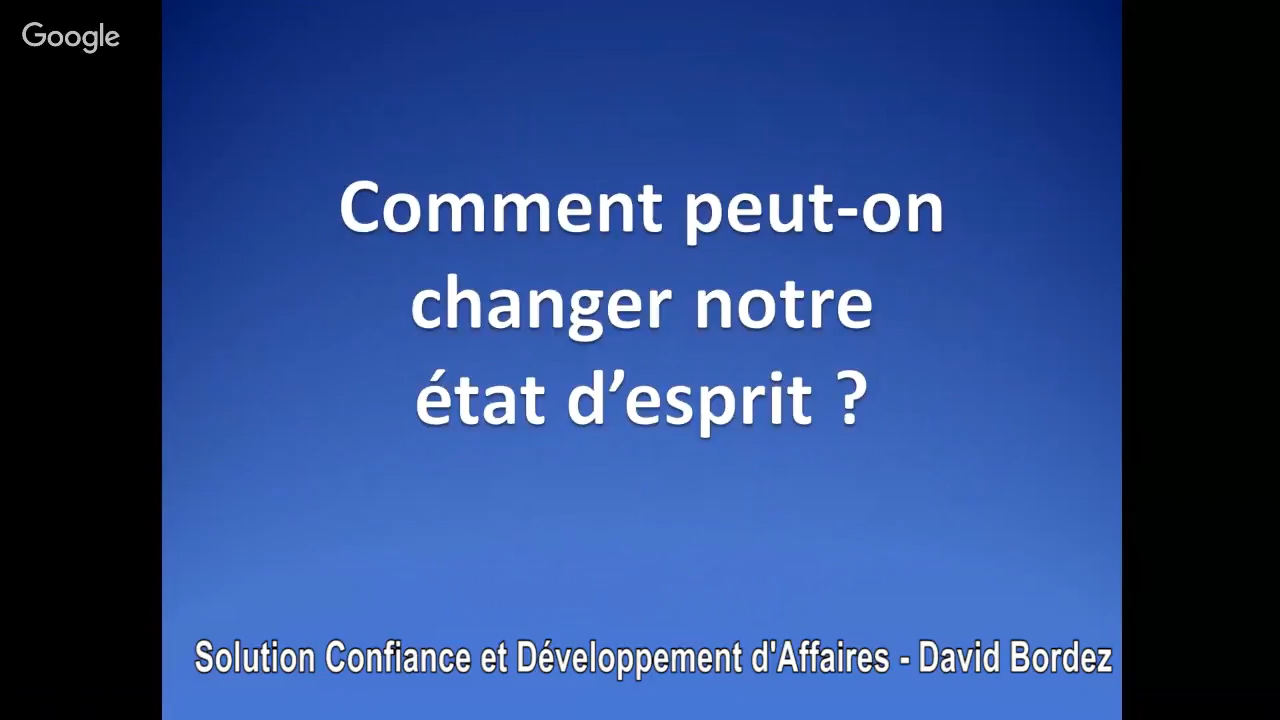 Google
Comment peut-on
changer notre
état d’esprit ?
Solution Confiance et Développement d'Affaires - David Bordez